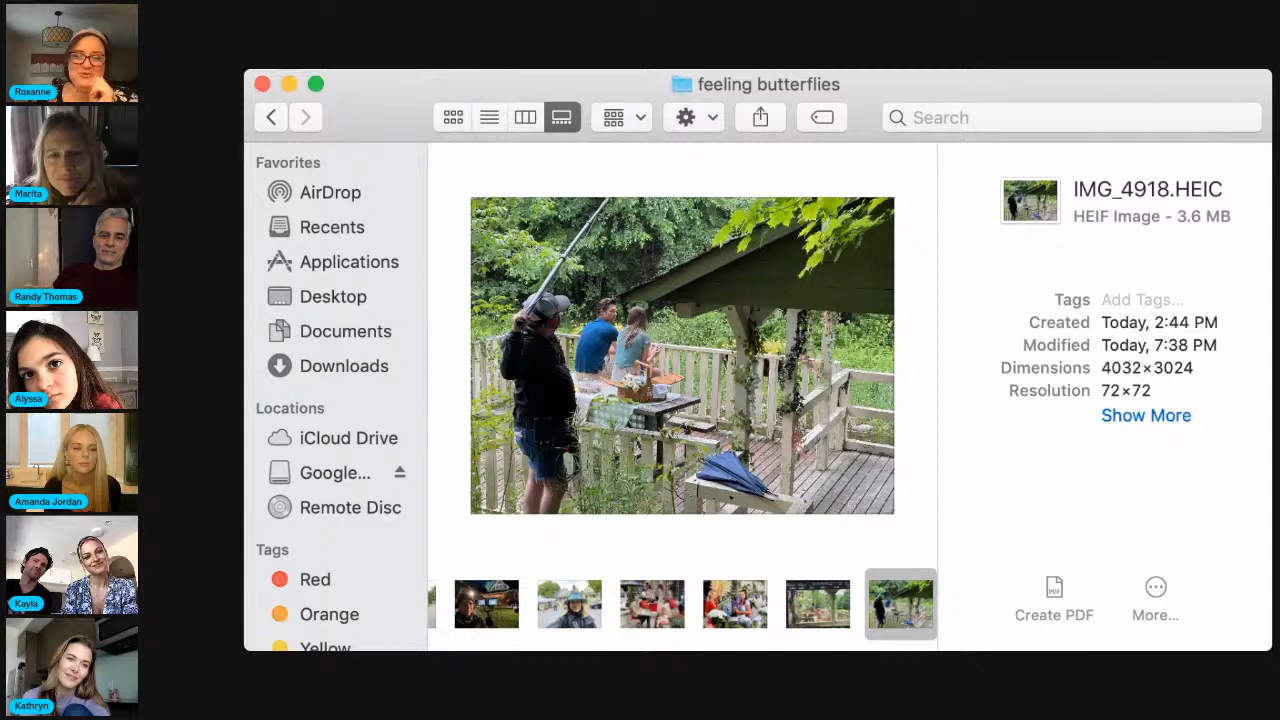 Roxanne
Marita
Randy Thomas
Alyssa
Amanda Jordan
Kayla
Kathryn
feeling butterflies
Search
Favorites
AirDrop
Recents
Applications
Desktop
Documents
Downloads
Locations
iCloud Drive
Google...
Remote Disc
Tags
Red
Orange
Yellow
IMG_4918.HEIC
HEIF Image - 3.6 MB
Tags Add Tags...
Created Today, 2:44 PM
Modified Today, 7:38 PM
Dimensions 4032×3024
Resolution 72×72
Show More
PDF
Create PDF
More...